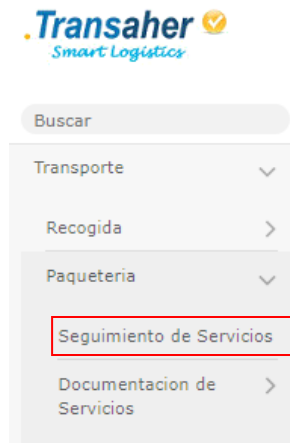 .Transaher
Smart Logistics
Buscar
Transporte
Recogida
Paqueteria
Seguimiento de Servicios
Documentacion de
Servicios